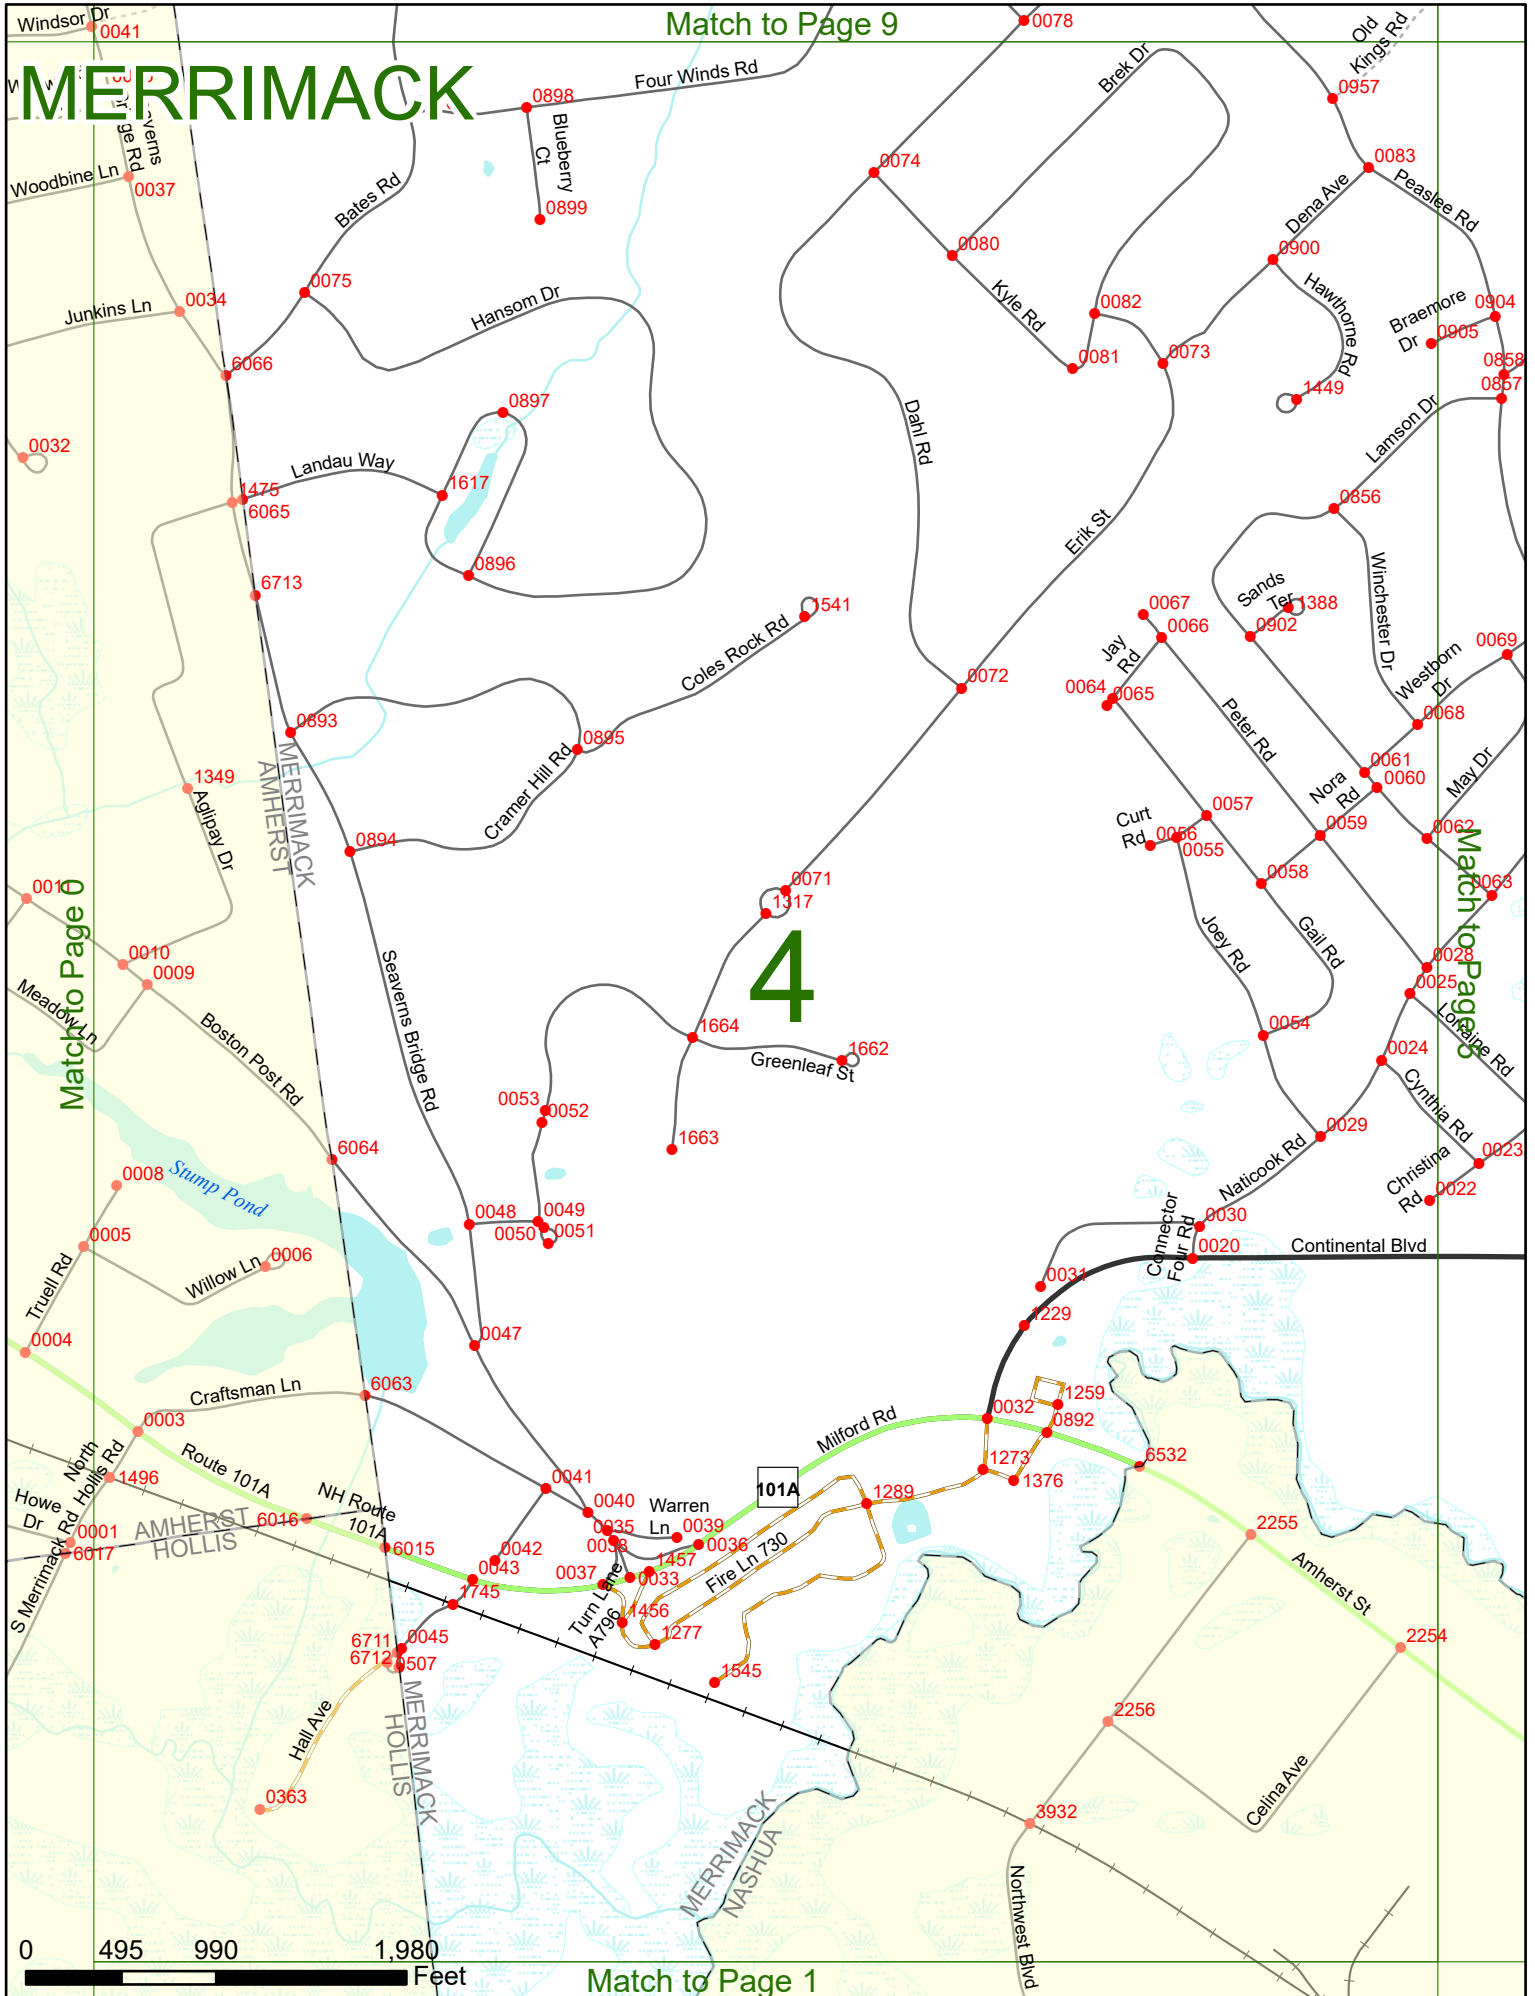 Windsor Dr
0041
Match to Page 9
0078
Old
Kings Rd
MERRIMACK
0898
Four Winds Rd
Brek Dr
0957
Blueberry
Ct
Woodbine Ln
0037
Bates Rd
0899
0074
0083
Peaslee Rd
Dena Ave
0080
0900
0075
Hansom Dr
Kyle Rd
0082
Hawthorne Rd
Junkins Ln
0034
Braemore
Dr
0904
0905
6066
0081
0073
0858
0857
1449
0897
Dahl Rd
Lamson Dr
0032
Landau Way
1617
1475
6065
0856
Erik St
0896
6713
Winchester Dr
Sands
Ter
1388
0902
1541
Coles Rock Rd
0067
0066
Jay
Rd
0069
Westborn
Dr
0072
0064
0065
0068
Peter Rd
0893
0895
MERRIMACK
AMHERST
Cramer Hill Rd
1349
Aglipay Dr
0061
0060
Nora
Rd
May Dr
0057
Curt
Rd
0056
0055
0059
0062
0894
0058
0063
0071
1317
0011
Match to Page 0
Match to Page 5
4
0010
0009
Meadow Ln
Seaverns Bridge Rd
Joey Rd
Gail Rd
0028
0025
Lorraine Rd
Boston Post Rd
1664
1662
Greenleaf St
0054
0024
Cynthia Rd
0053
0052
1663
0029
6064
Stump Pond
0008
Naticook Rd
0023
Christina
Rd
0022
0048
0049
0050
0051
Connector
Four Rd
0030
0020
Continental Blvd
0005
Truell Rd
Willow Ln
0006
0031
1229
0004
0047
Craftsman Ln
6063
1259
0032
0892
Milford Rd
0003
North
Hollis Rd
Route 101A
6532
1273
1376
1496
101A
1289
NH Route
101A
0041
0040
Warren
Ln
Howe
Dr
0001
6017
AMHERST
HOLLIS
6016
6015
0035
0038
0039
0036
2255
0042
0043
0037
0033
1457
Fire Ln 730
Amherst St
1745
Turn Lane
A796
1456
1277
S Merrimack Rd
6711
0045
6712
0507
2254
1545
Hall Ave
MERRIMACK
HOLLIS
2256
0363
MERRIMACK
NASHUA
Celina Ave
3932
Northwest Blvd
0 495 990 1,980
Feet
Match to Page 1